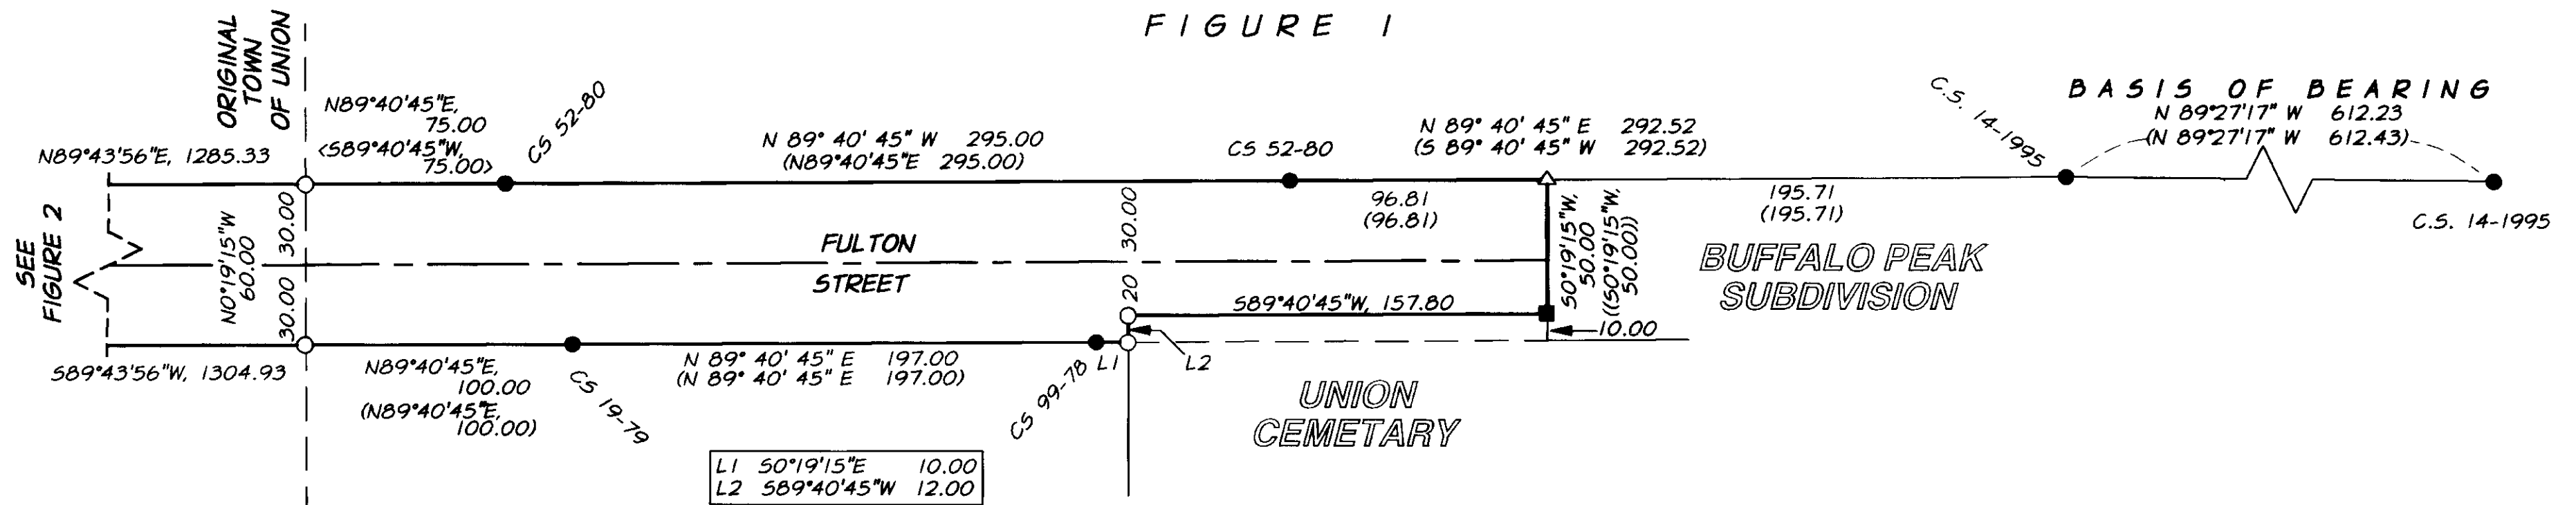 FIGURE 1
ORIGINAL
TOWN
OF UNION
N89°40'45"E,
75.00
<S89°40'45"W,
75.00>
CS 52-80
N 89° 40' 45" W 295.00
(N89°40'45"E 295.00)
CS 52-80
N 89° 40' 45" E 292.52
(S 89° 40' 45" W 292.52)
C.S. 14-1995
BASIS OF BEARING
N 89°27'17" W 612.23
(N 89°27'17" W 612.43)
C.S. 14-1995
N89°43'56"E, 1285.33
SEE
FIGURE 2
N0°19'15"W
60.00
30.00
30.00
FULTON
STREET
30.00
20
96.81
(96.81)
S0°19'15"W,
50.00
((S0°19'15"W,
50.00))
195.71
(195.71)
BUFFALO PEAK
SUBDIVISION
S89°40'45"W, 157.80
10.00
S89°43'56"W, 1304.93
N89°40'45"E,
100.00
(N89°40'45"E,
100.00)
CS 19-79
N 89° 40' 45" E 197.00
(N 89° 40' 45" E 197.00)
CS 99-78
L1
L2
UNION
CEMETARY
L1 S0°19'15"E 10.00
L2 S89°40'45"W 12.00